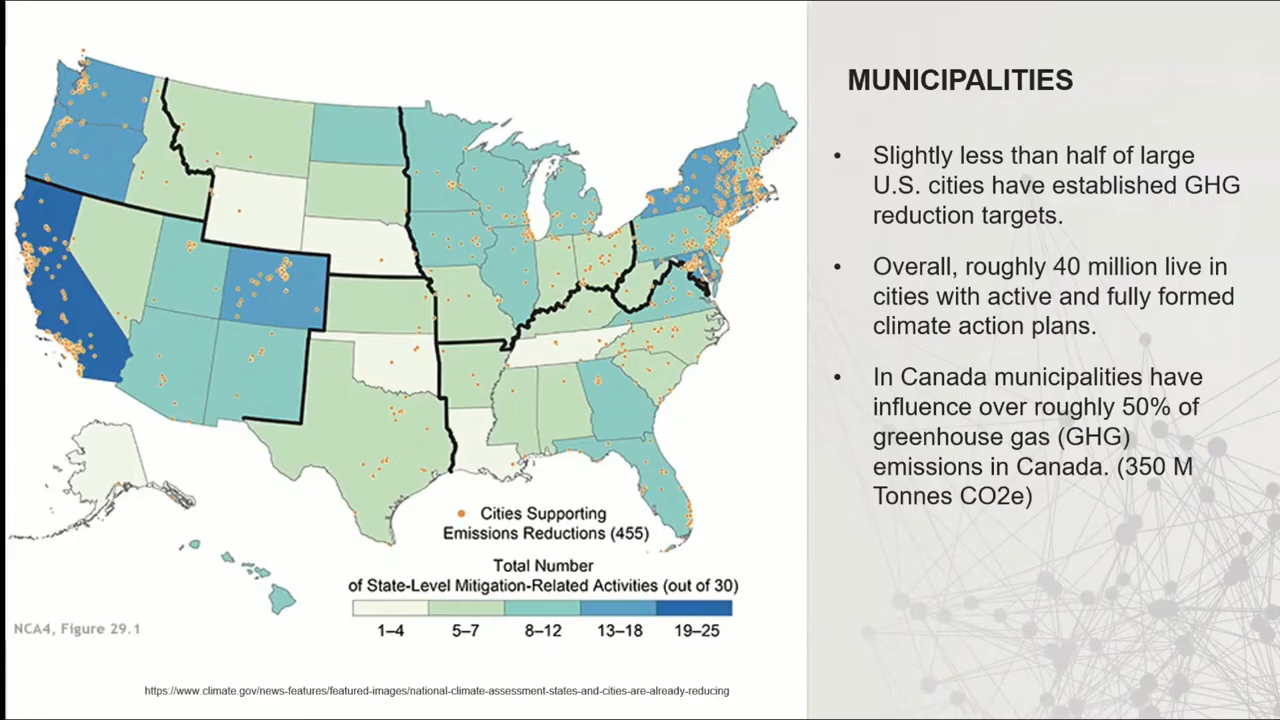 MUNICIPALITIES
• Slightly less than half of large
U.S. cities have established GHG
reduction targets.
• Overall, roughly 40 million live in
cities with active and fully formed
climate action plans.
• In Canada municipalities have
influence over roughly 50% of
greenhouse gas (GHG)
emissions in Canada. (350 M
Tonnes CO2e)
Cities Supporting
Emissions Reductions (455)
Total Number
of State-Level Mitigation-Related Activities (out of 30)
1–4 5–7 8–12 13–18 19–25
NCA4, Figure 29.1
https://www.climate.gov/news-features/featured-images/national-climate-assessment-states-and-cities-are-already-reducing